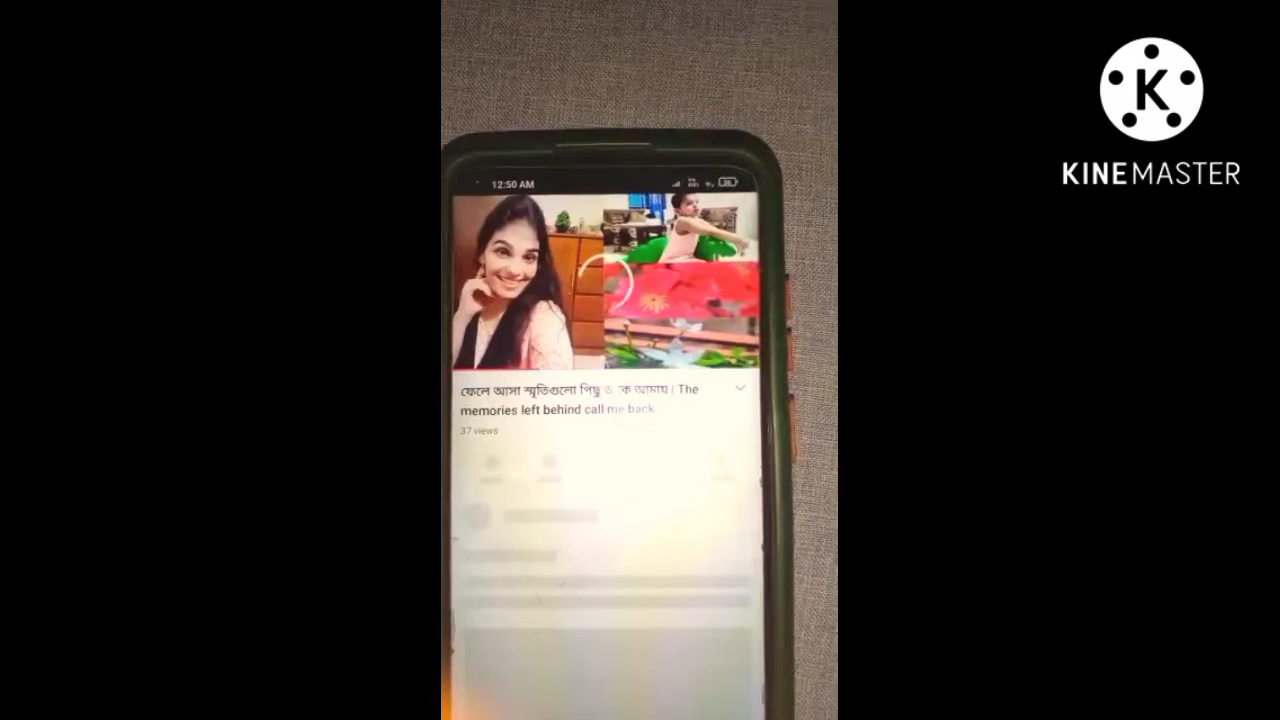 12:50 AM
KINEMASTER
ফেলে আসা স্মৃতিগুলো পিছু আমায়। The
memories left behind call me back
37 views